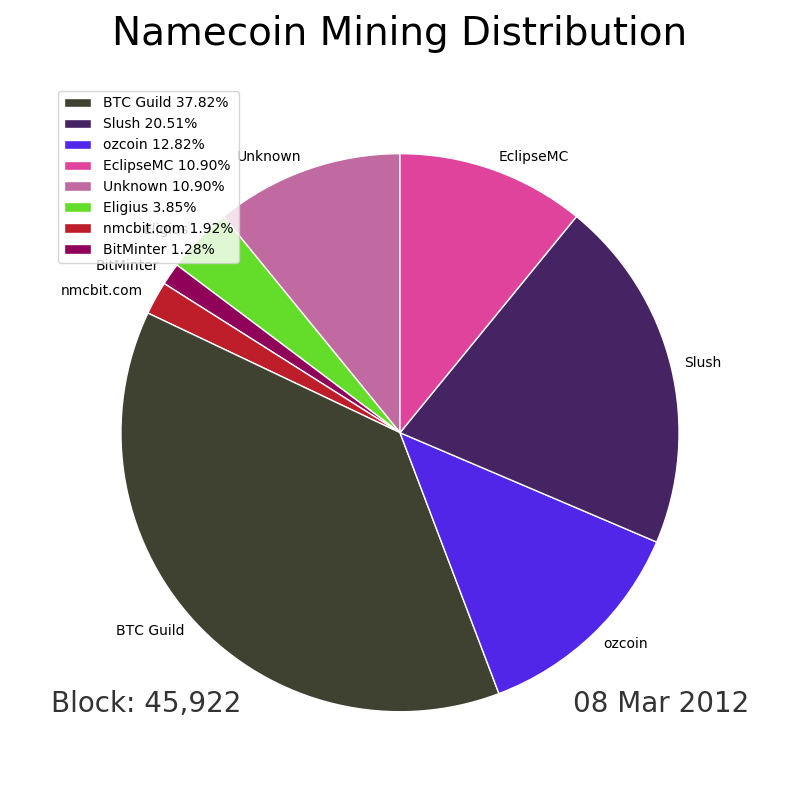 Namecoin Mining Distribution
BTC Guild 37.82%
Slush 20.51%
ozcoin 12.82%
EclipseMC 10.90%
Unknown 10.90%
Eligius 3.85%
nmcbit.com 1.92%
BitMinter 1.28%
Unknown
EclipseMC
Eligius
BitMinter
nmcbit.com
Slush
BTC Guild
ozcoin
Block: 45,922
08 Mar 2012